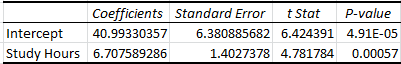 Coefficients Standard Error t Stat P-value
Intercept 40.99330357 6.380885682 6.424391 4.91E-05
Study Hours 6.707589286 1.4027378 4.781784 0.00057